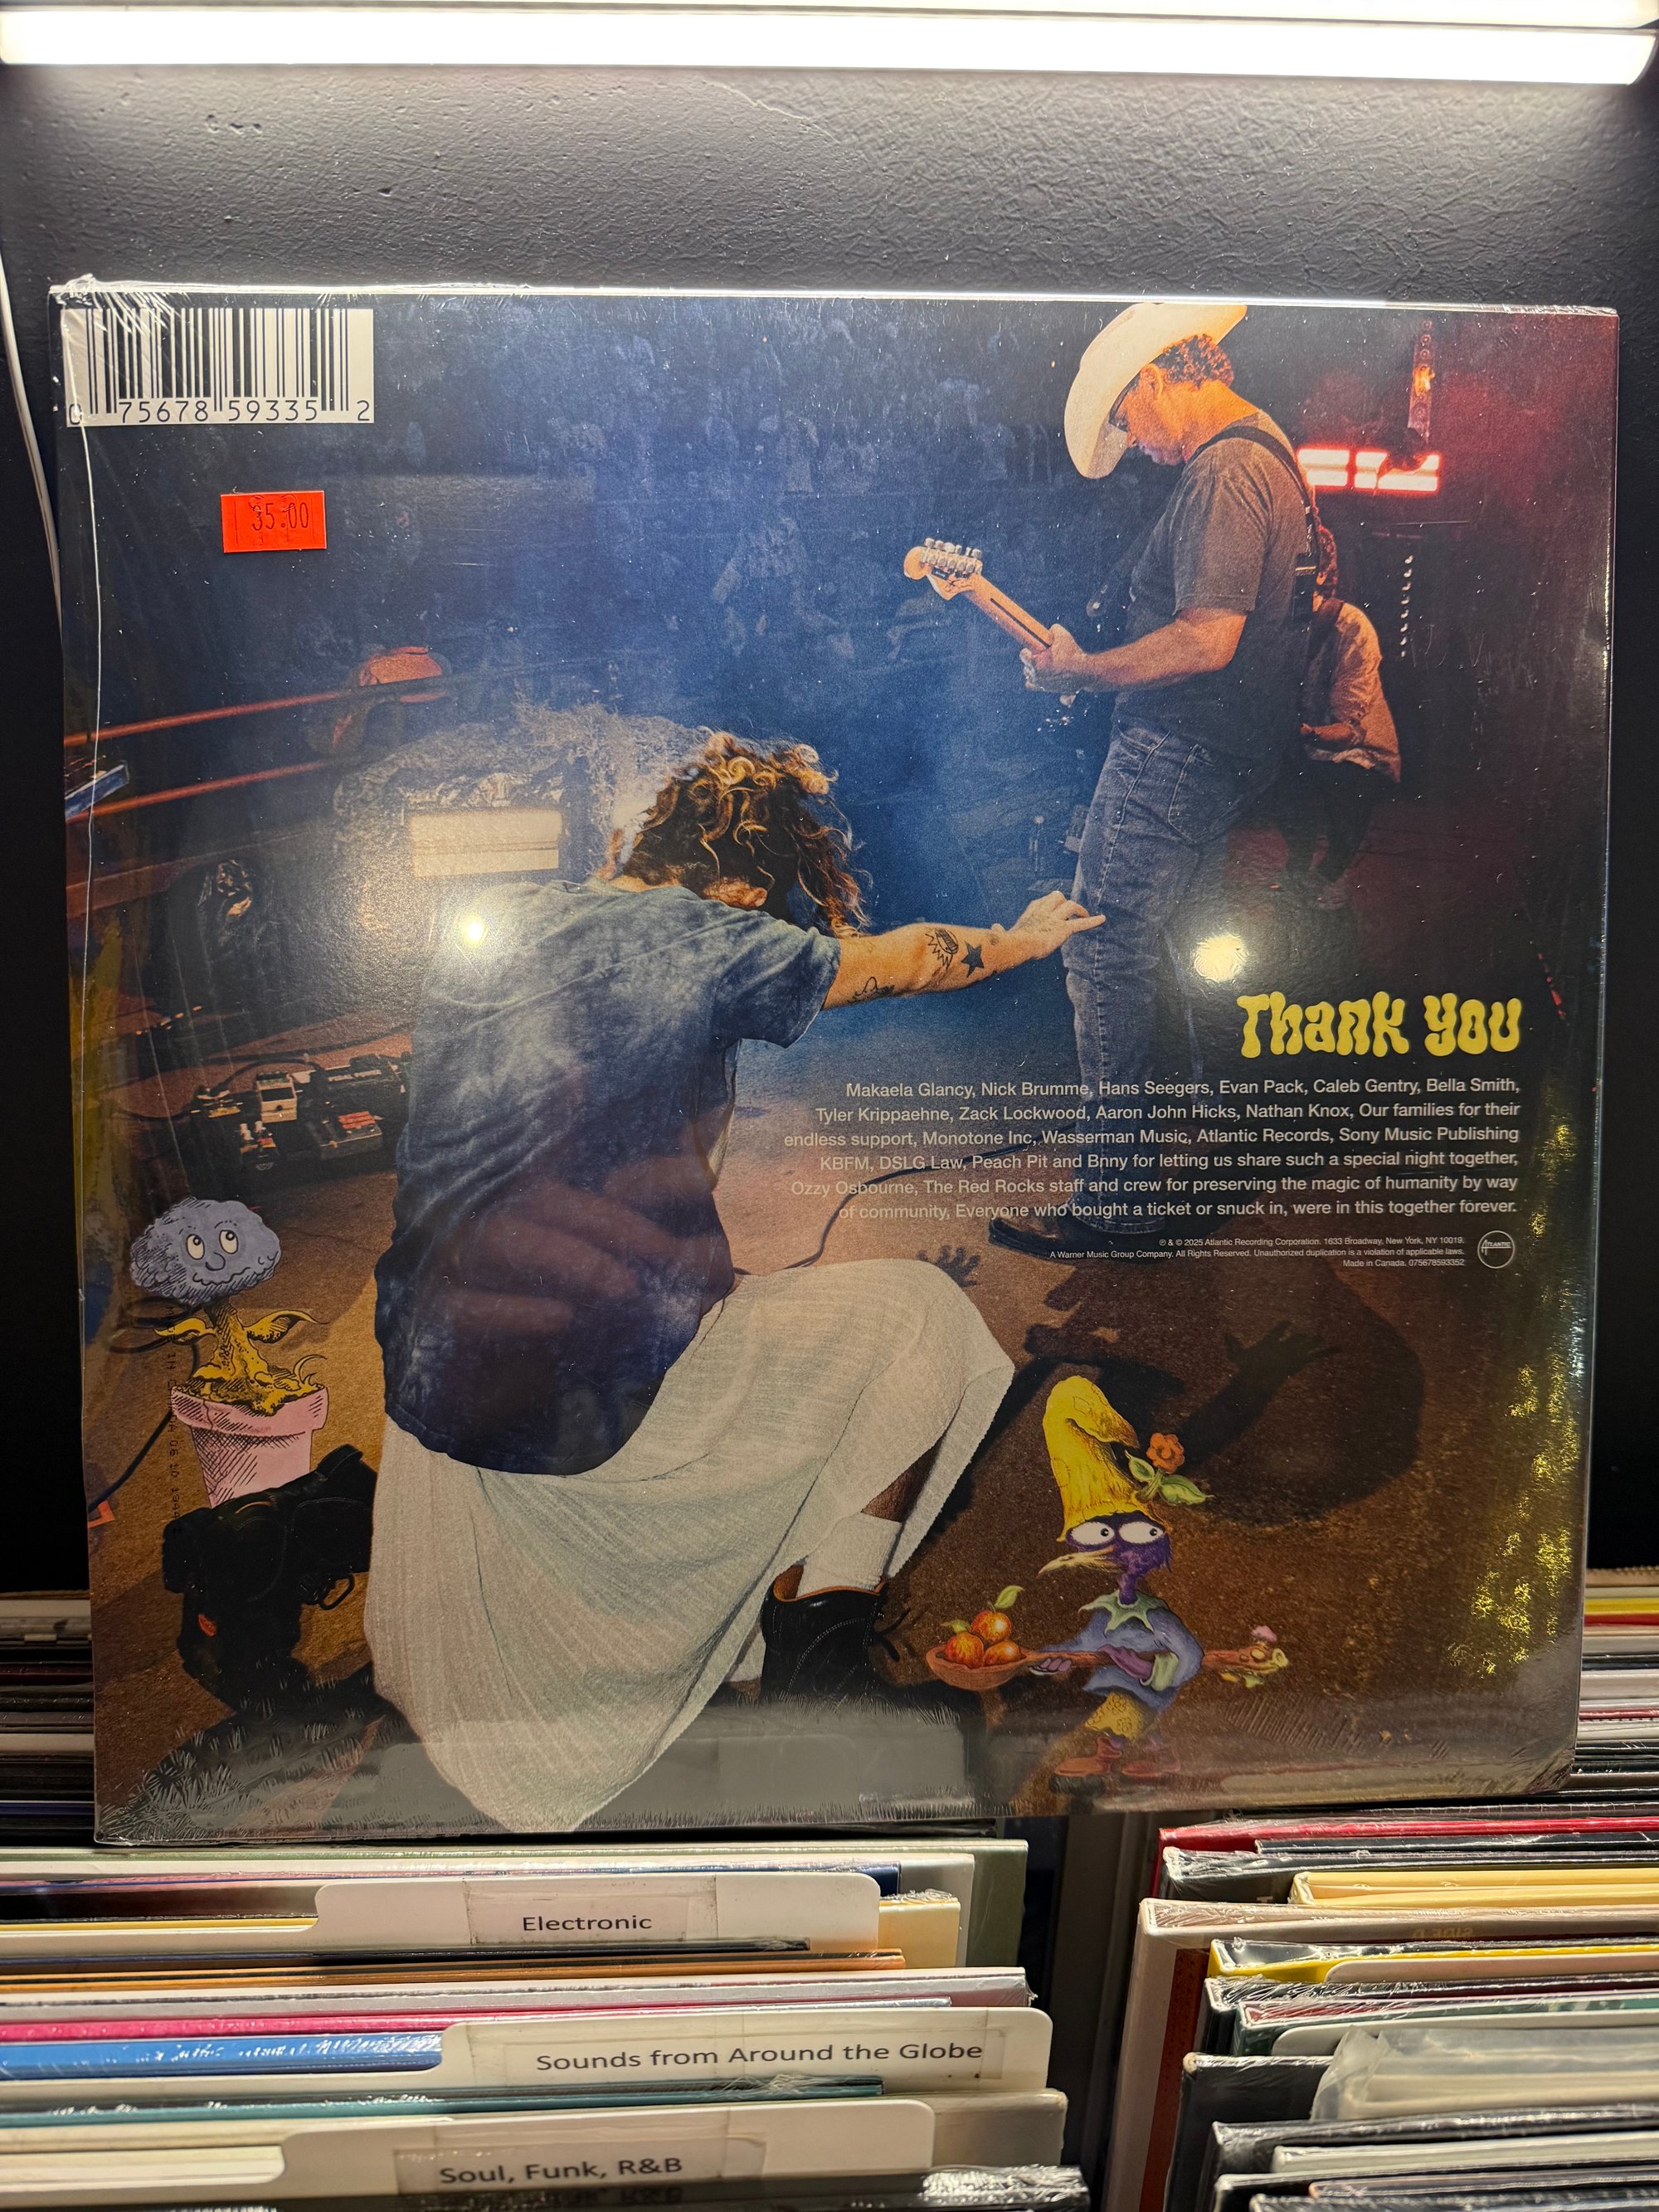 0 75678 59335 2
35.00
Thank You
Makaela Glancy, Nick Brumme, Hans Seegers, Evan Pack, Caleb Gentry, Bella Smith,
Tyler Krippaehne, Zack Lockwood, Aaron John Hicks, Nathan Knox, Our families for their
endless support, Monotone Inc, Wasserman Music, Atlantic Records, Sony Music Publishing
KBFM, DSLG Law, Peach Pit and Bnny for letting us share such a special night together,
Ozzy Osbourne, The Red Rocks staff and crew for preserving the magic of humanity by way
of community, Everyone who bought a ticket or snuck in, were in this together forever.
℗ & © 2025 Atlantic Recording Corporation. 1633 Broadway, New York, NY 10019.
A Warner Music Group Company. All Rights Reserved. Unauthorized duplication is a violation of applicable laws.
Made in Canada. 075678593352
ATLANTIC
Electronic
Sounds from Around the Globe
Soul, Funk, R&B